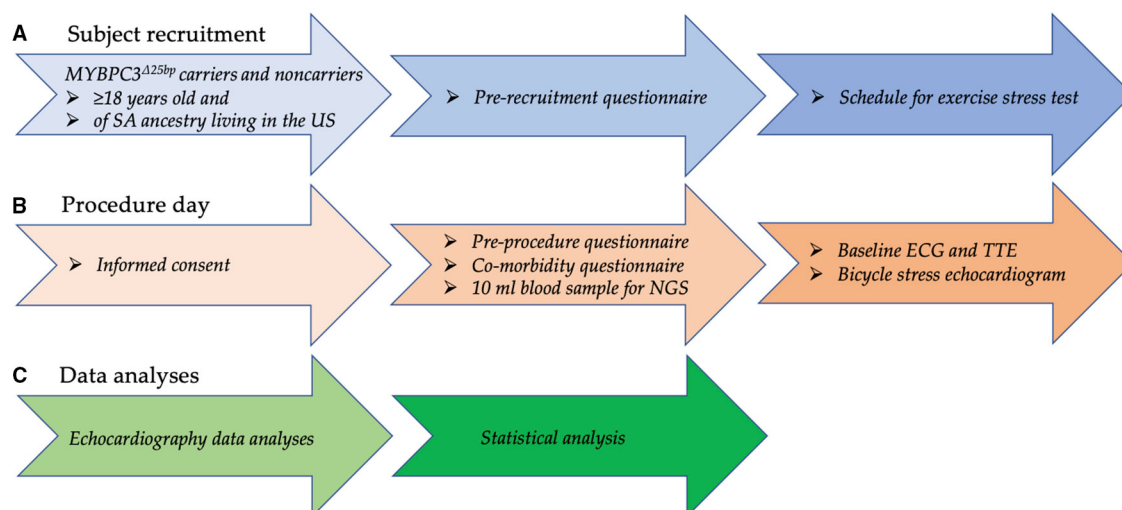 A Subject recruitment
MYBPC3^Δ25bp carriers and noncarriers
➢ ≥18 years old and
➢ of SA ancestry living in the US
➢ Pre-recruitment questionnaire
➢ Schedule for exercise stress test
B Procedure day
➢ Informed consent
➢ Pre-procedure questionnaire
➢ Co-morbidity questionnaire
➢ 10 ml blood sample for NGS
➢ Baseline ECG and TTE
➢ Bicycle stress echocardiogram
C Data analyses
Echocardiography data analyses
Statistical analysis